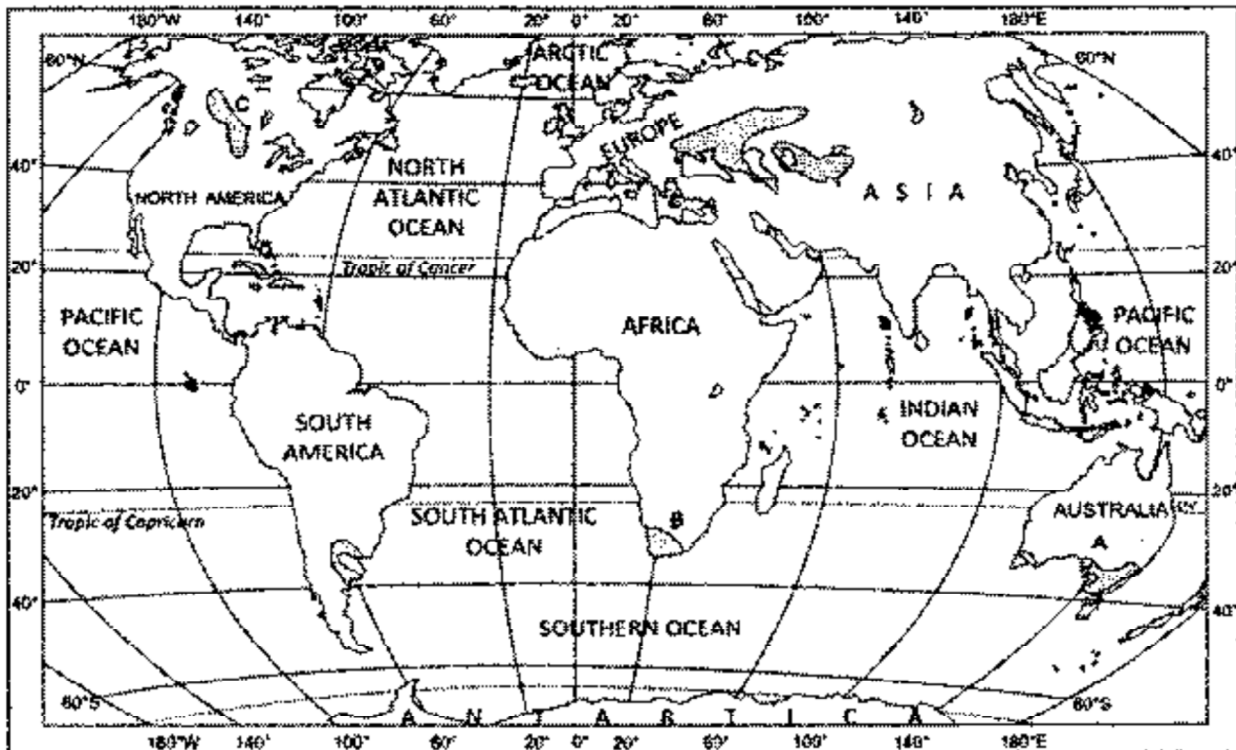 180°W 140° 100° 60° 20° 0° 20° 60° 100° 140° 180°E
ARCTIC
OCEAN
60°N
60°N
C
EUROPE
40°
40°
NORTH
ATLANTIC
OCEAN
NORTH AMERICA
A S I A
Tropic of Cancer
20°
20°
PACIFIC
OCEAN
AFRICA
PACIFIC
OCEAN
0°
0°
SOUTH
AMERICA
INDIAN
OCEAN
20°
20°
Tropic of Capricorn
SOUTH ATLANTIC
OCEAN
B
AUSTRALIA
A
40°
40°
SOUTHERN OCEAN
60°S
60°S
A N T A B T I C A
180°W 140° 100° 60° 20° 0° 20° 60° 100° 140° 180°E